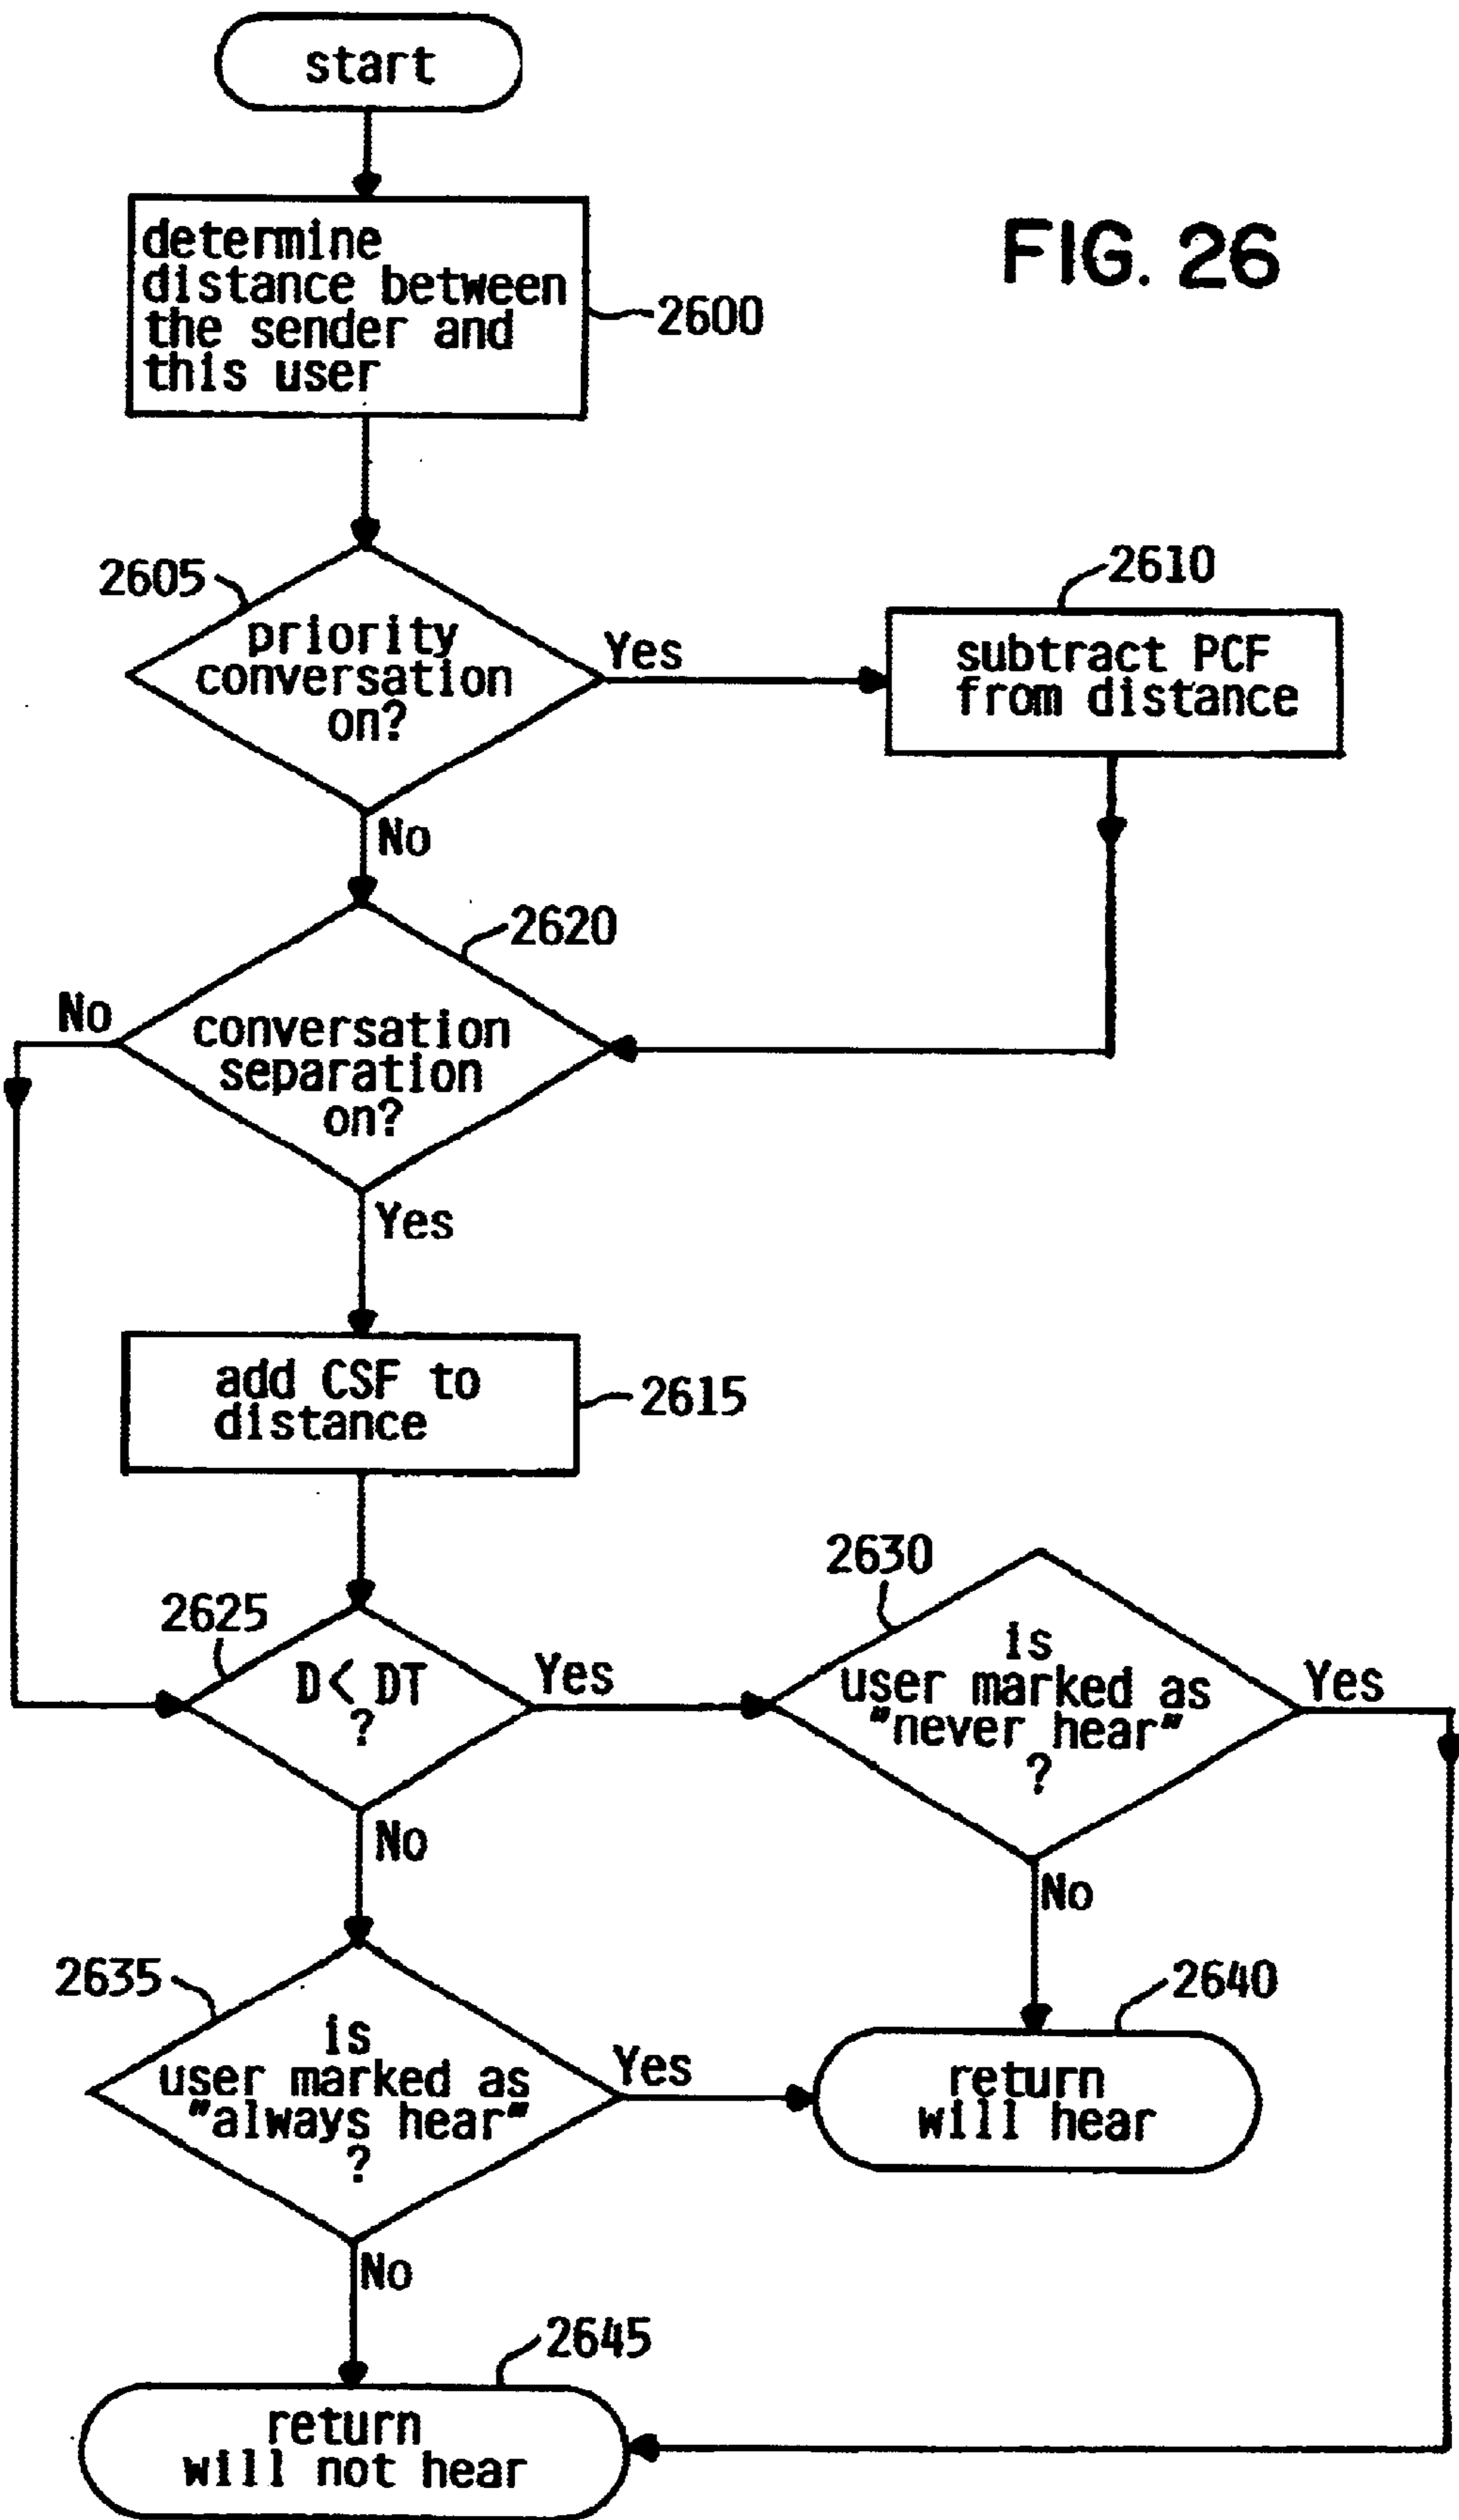 start
FIG. 26
determine
distance between
the sender and
this user
2600
2605
priority
conversation
on?
Yes
2610
subtract PCF
from distance
No
2620
No
conversation
separation
on?
Yes
add CSF to
distance
2615
2625
D< DT
?
Yes
2630
is
user marked as
"never hear"
?
Yes
No
No
2635
is
user marked as
"always hear"
?
Yes
2640
return
will hear
No
2645
return
will not hear